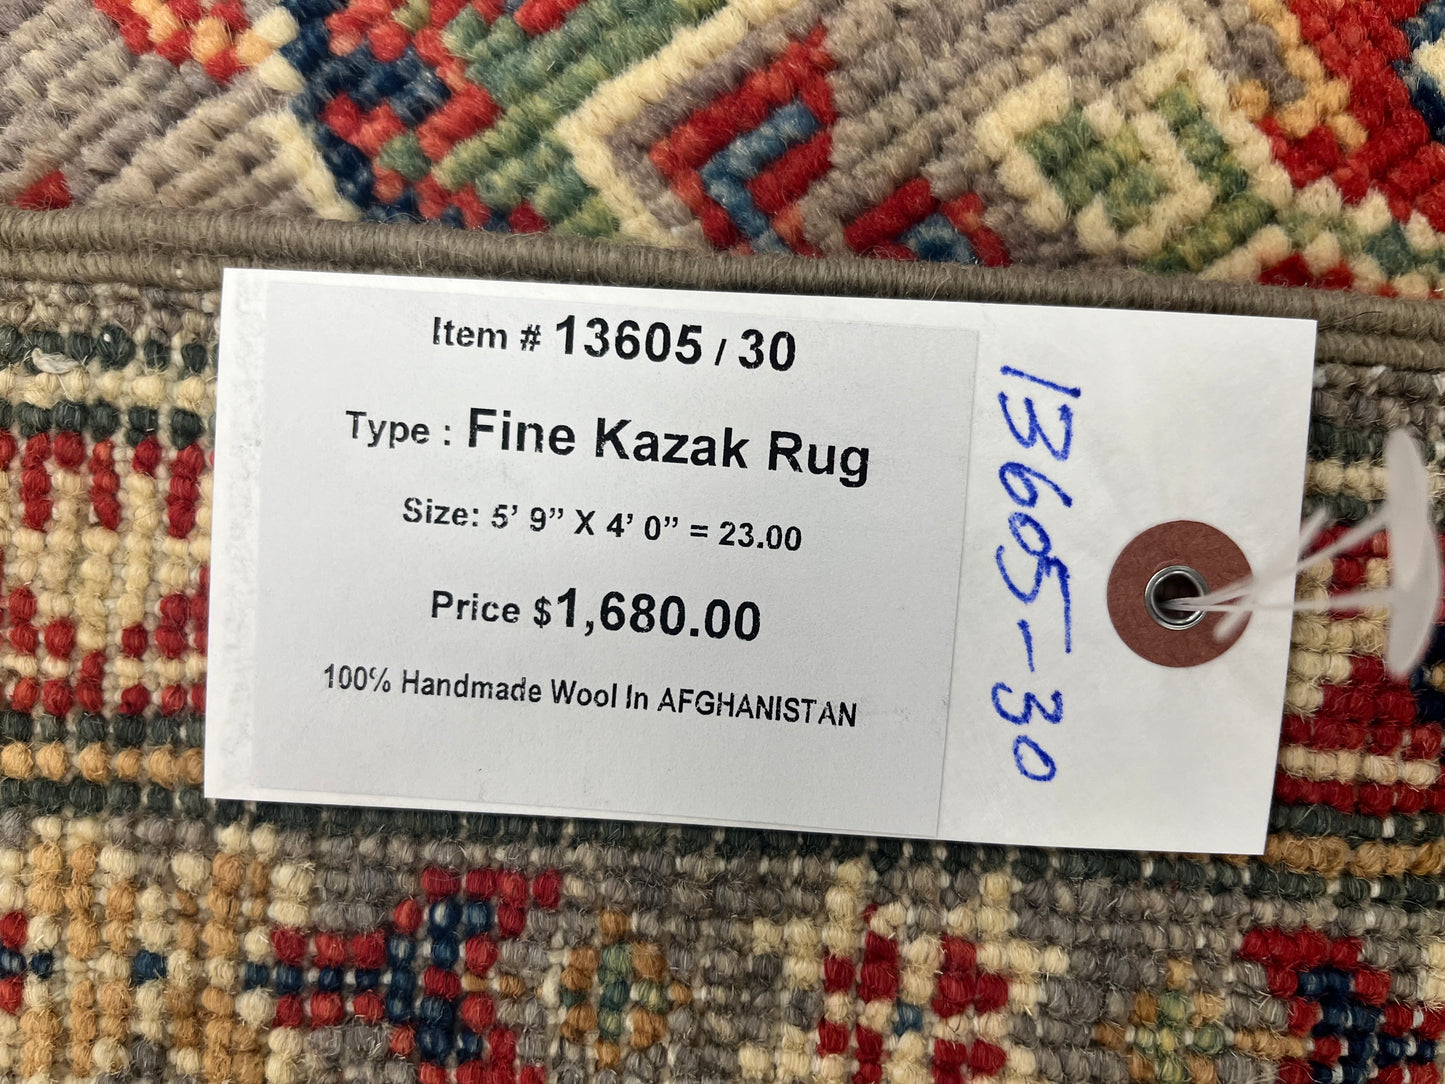 Item # 13605 / 30
Type : Fine Kazak Rug
Size: 5’ 9” X 4’ 0” = 23.00
Price $1,680.00
100% Handmade Wool In AFGHANISTAN
13605-30